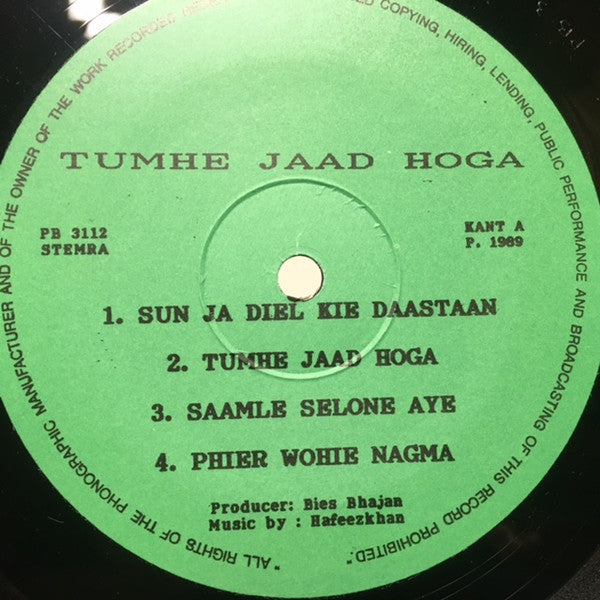 "ALL RIGHTS OF THE PHONOGRAPHIC MANUFACTURER AND OF THE OWNER OF THE WORK RECORDED COPYING, HIRING, LENDING, PUBLIC PERFORMANCE AND BROADCASTING OF THIS RECORD PROHIBITED."
TUMHE JAAD HOGA
PB 3112
STEMRA
KANT A
P. 1989
1. SUN JA DIEL KIE DAASTAAN
2. TUMHE JAAD HOGA
3. SAAMLE SELONE AYE
4. PHIER WOHIE NAGMA
Producer: Bies Bhajan
Music by : Hafeezkhan